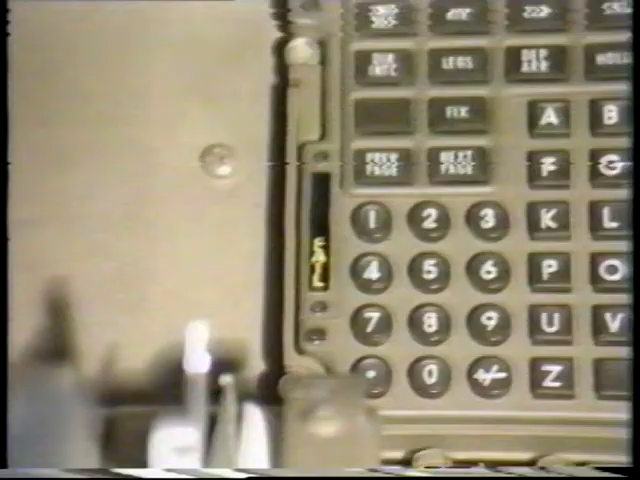 DIR LEGS DEP HOLD
INTC ARR
FIX A B
PREV NEXT F G
PAGE PAGE
1 2 3 K L
FAIL
4 5 6 P Q
7 8 9 U V
. 0 +/- Z